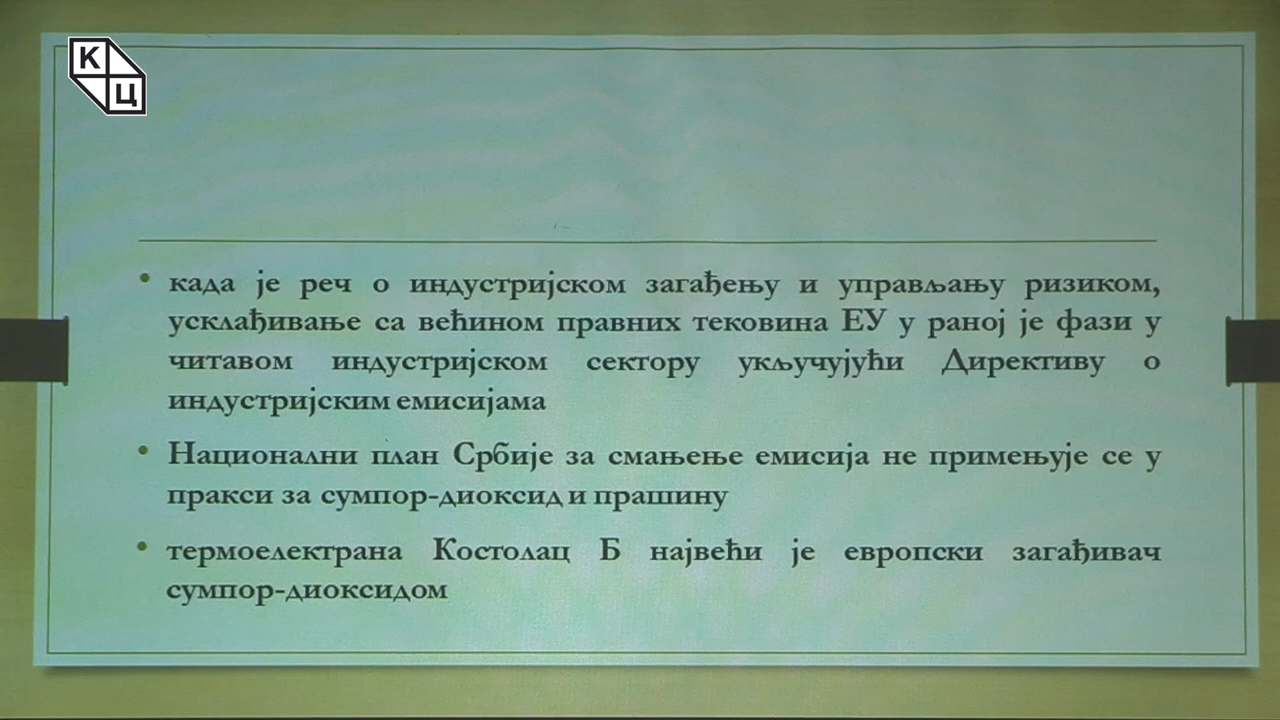 К
Ц
када је реч о индустријском загађењу и управљању ризиком,
усклађивање са већином правних тековина ЕУ у раној је фази у
читавом индустријском сектору укључујући Директиву о
индустријским емисијама
Национални план Србије за смањење емисија не примењује се у
пракси за сумпор-диоксид и прашину
термоелектрана Костолац Б највећи је европски загађивач
сумпор-диоксидом